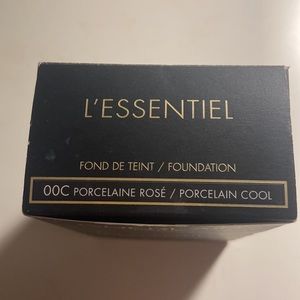 L'ESSENTIEL
FOND DE TEINT / FOUNDATION
00C PORCELAINE ROSÉ / PORCELAIN COOL